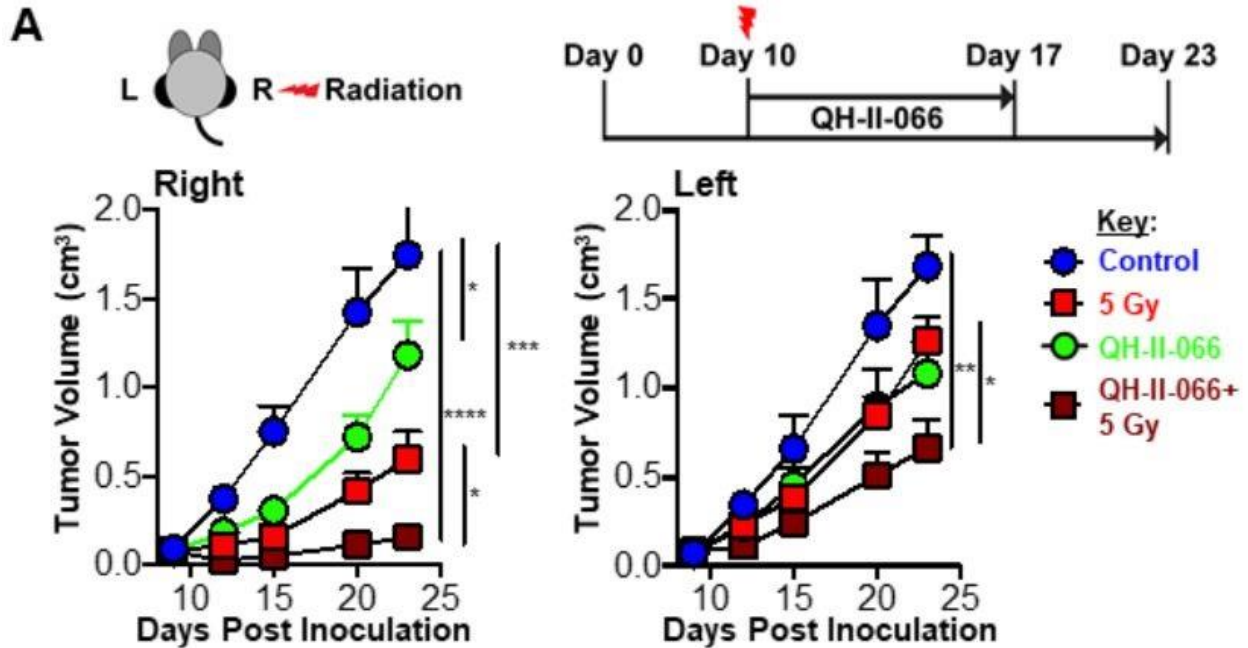 A
L R Radiation
Day 0 Day 10 Day 17 Day 23
QH-II-066
Right
Tumor Volume (cm³)
2.0
1.5
1.0
0.5
0.0
10 15 20 25
Days Post Inoculation
*
***
****
*
Left
Tumor Volume (cm³)
2.0
1.5
1.0
0.5
0.0
10 15 20 25
Days Post Inoculation
**
*
Key:
Control
5 Gy
QH-II-066
QH-II-066+
5 Gy